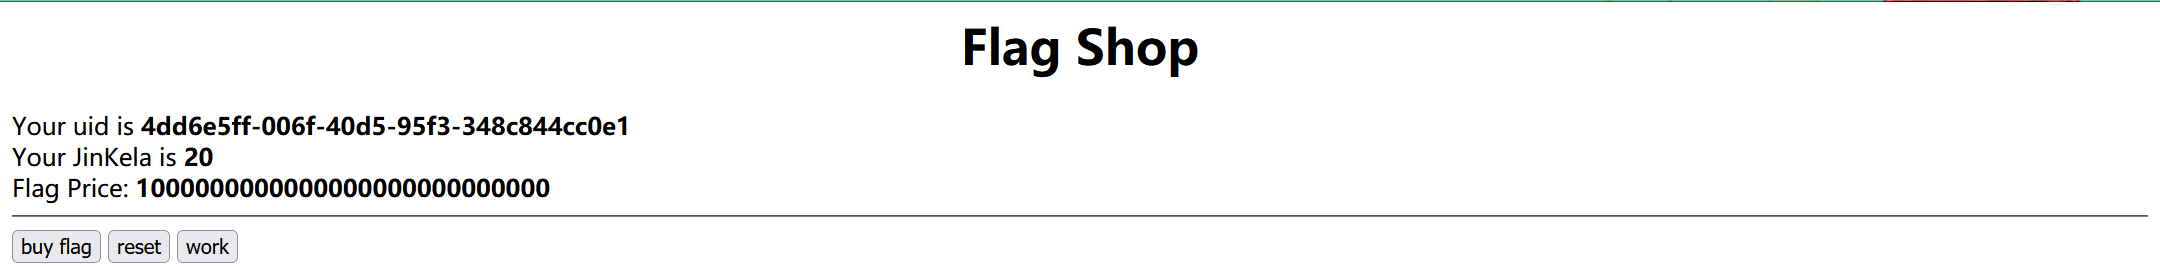 Flag Shop
Your uid is 4dd6e5ff-006f-40d5-95f3-348c844cc0e1
Your JinKela is 20
Flag Price: 1000000000000000000000000000
buy flag reset work